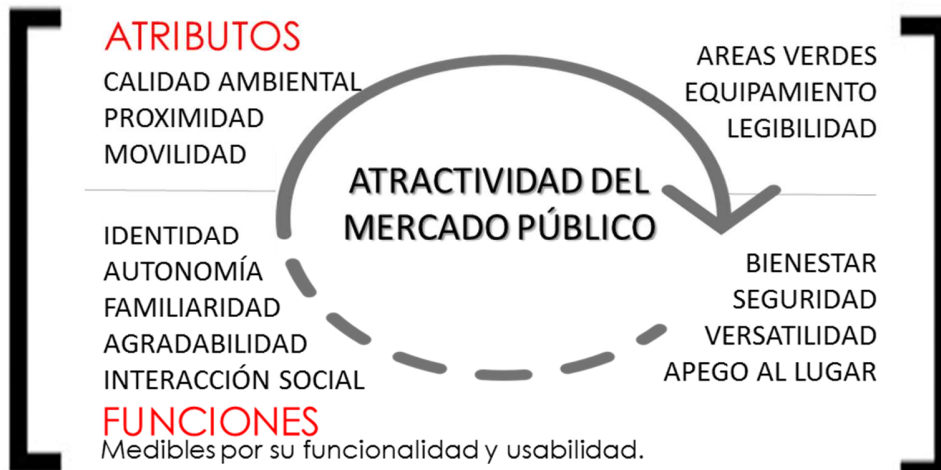 ATRIBUTOS
CALIDAD AMBIENTAL
PROXIMIDAD
MOVILIDAD
AREAS VERDES
EQUIPAMIENTO
LEGIBILIDAD
ATRACTIVIDAD DEL
MERCADO PÚBLICO
IDENTIDAD
AUTONOMÍA
FAMILIARIDAD
AGRADABILIDAD
INTERACCIÓN SOCIAL
BIENESTAR
SEGURIDAD
VERSATILIDAD
APEGO AL LUGAR
FUNCIONES
Medibles por su funcionalidad y usabilidad.